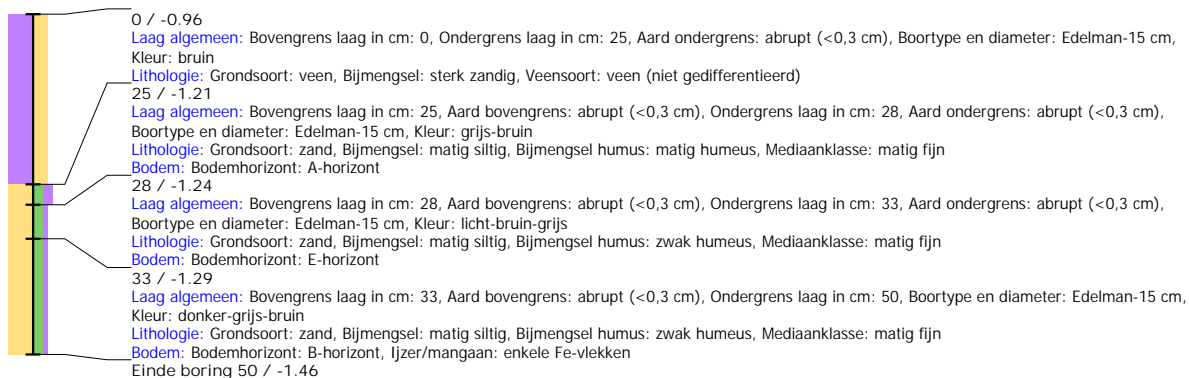 0 / -0.96
Laag algemeen: Bovengrens laag in cm: 0, Ondergrens laag in cm: 25, Aard ondergrens: abrupt (<0,3 cm), Boortype en diameter: Edelman-15 cm,
Kleur: bruin
Lithologie: Grondsoort: veen, Bijmengsel: sterk zandig, Veensoort: veen (niet gedifferentieerd)
25 / -1.21
Laag algemeen: Bovengrens laag in cm: 25, Aard bovengrens: abrupt (<0,3 cm), Ondergrens laag in cm: 28, Aard ondergrens: abrupt (<0,3 cm),
Boortype en diameter: Edelman-15 cm, Kleur: grijs-bruin
Lithologie: Grondsoort: zand, Bijmengsel: matig siltig, Bijmengsel humus: matig humeus, Mediaanklasse: matig fijn
Bodem: Bodemhorizont: A-horizont
28 / -1.24
Laag algemeen: Bovengrens laag in cm: 28, Aard bovengrens: abrupt (<0,3 cm), Ondergrens laag in cm: 33, Aard ondergrens: abrupt (<0,3 cm),
Boortype en diameter: Edelman-15 cm, Kleur: licht-bruin-grijs
Lithologie: Grondsoort: zand, Bijmengsel: matig siltig, Bijmengsel humus: zwak humeus, Mediaanklasse: matig fijn
Bodem: Bodemhorizont: E-horizont
33 / -1.29
Laag algemeen: Bovengrens laag in cm: 33, Aard bovengrens: abrupt (<0,3 cm), Ondergrens laag in cm: 50, Boortype en diameter: Edelman-15 cm,
Kleur: donker-grijs-bruin
Lithologie: Grondsoort: zand, Bijmengsel: matig siltig, Bijmengsel humus: zwak humeus, Mediaanklasse: matig fijn
Bodem: Bodemhorizont: B-horizont, Ijzer/mangaan: enkele Fe-vlekken
Einde boring 50 / -1.46